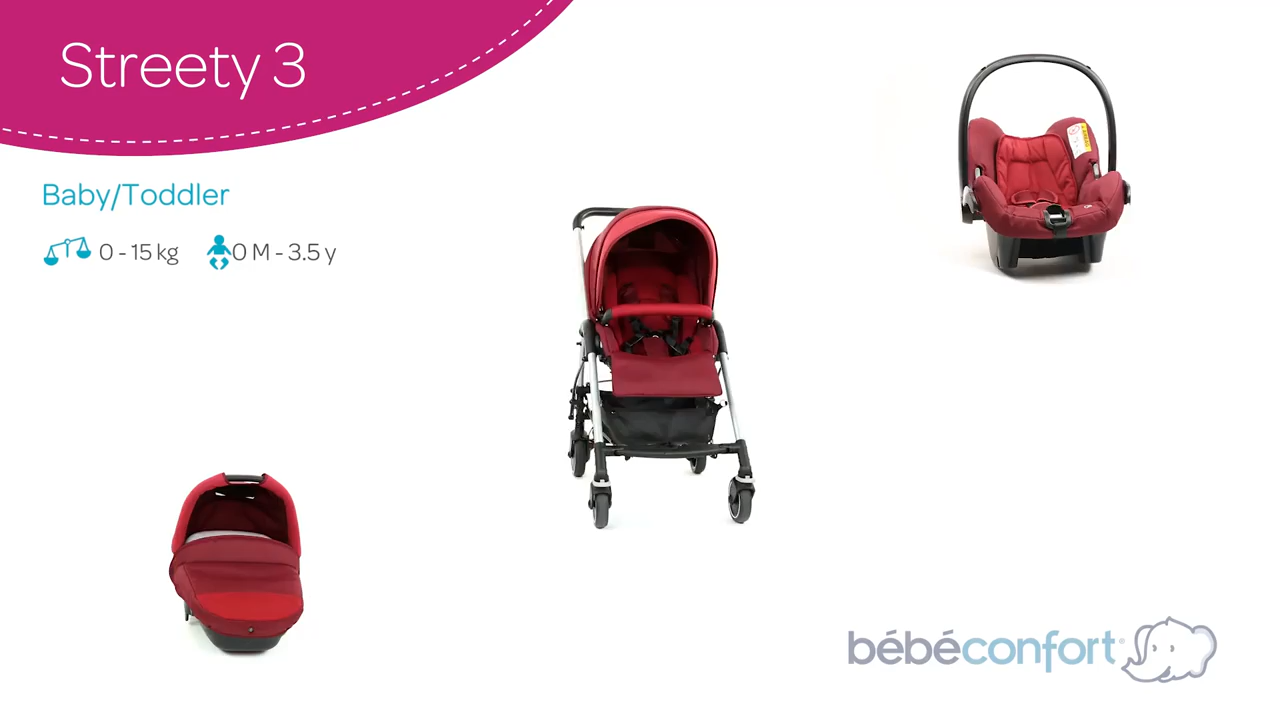 Streety 3
Baby/Toddler
0 - 15 kg
0 M - 3.5 y
bébéconfort®